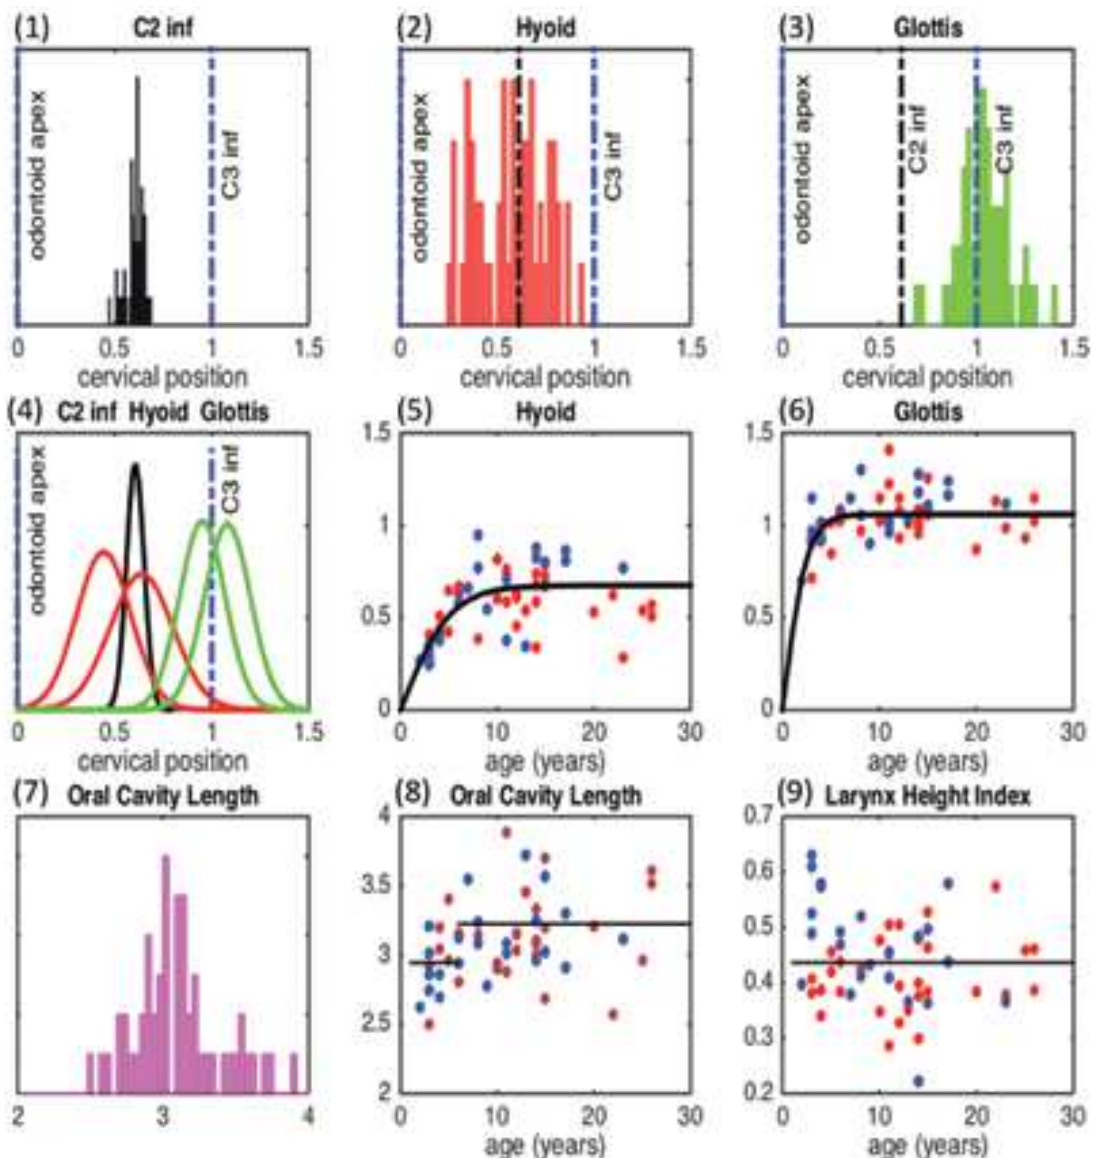 (1) C2 inf
odontoid apex
C3 inf
0 0.5 1 1.5
cervical position
(2) Hyoid
odontoid apex
C3 inf
0 0.5 1 1.5
cervical position
(3) Glottis
odontoid apex
C2 inf
C3 inf
0 0.5 1 1.5
cervical position
(4) C2 inf Hyoid Glottis
odontoid apex
C3 inf
0 0.5 1 1.5
cervical position
(5) Hyoid
1.5
1
0.5
0
0 10 20 30
age (years)
(6) Glottis
1.5
1
0.5
0
0 10 20 30
age (years)
(7) Oral Cavity Length
2 3 4
(8) Oral Cavity Length
4
3.5
3
2.5
2
0 10 20 30
age (years)
(9) Larynx Height Index
0.7
0.6
0.5
0.4
0.3
0.2
0 10 20 30
age (years)